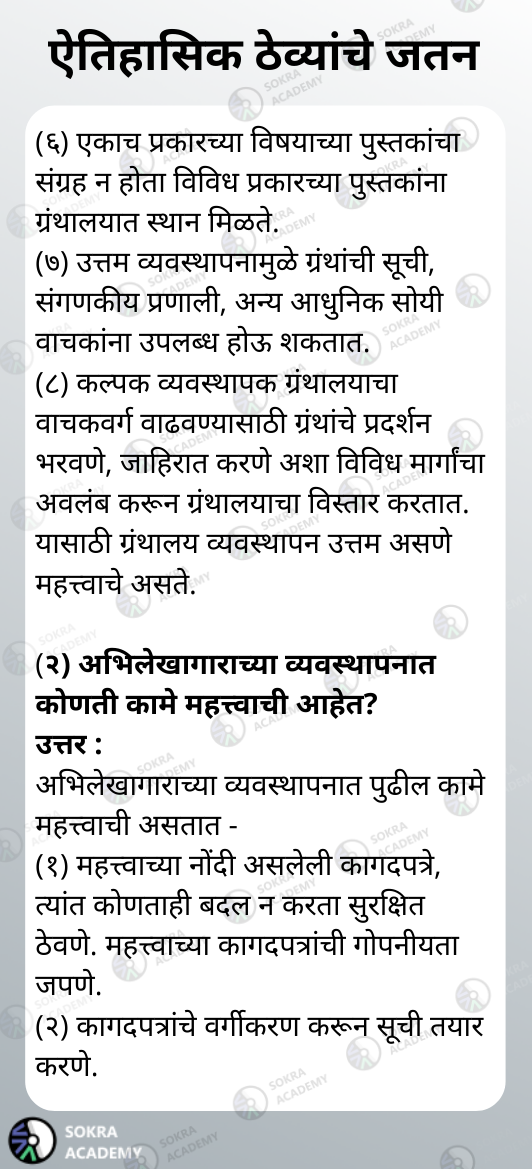 ऐतिहासिक ठेव्यांचे जतन
(६) एकाच प्रकारच्या विषयाच्या पुस्तकांचा
संग्रह न होता विविध प्रकारच्या पुस्तकांना
ग्रंथालयात स्थान मिळते.
(७) उत्तम व्यवस्थापनामुळे ग्रंथांची सूची,
संगणकीय प्रणाली, अन्य आधुनिक सोयी
वाचकांना उपलब्ध होऊ शकतात.
(८) कल्पक व्यवस्थापक ग्रंथालयाचा
वाचकवर्ग वाढवण्यासाठी ग्रंथांचे प्रदर्शन
भरवणे, जाहिरात करणे अशा विविध मार्गांचा
अवलंब करून ग्रंथालयाचा विस्तार करतात.
यासाठी ग्रंथालय व्यवस्थापन उत्तम असणे
महत्त्वाचे असते.
(२) अभिलेखागाराच्या व्यवस्थापनात
कोणती कामे महत्त्वाची आहेत?
उत्तर :
अभिलेखागाराच्या व्यवस्थापनात पुढील कामे
महत्त्वाची असतात -
(१) महत्त्वाच्या नोंदी असलेली कागदपत्रे,
त्यांत कोणताही बदल न करता सुरक्षित
ठेवणे. महत्त्वाच्या कागदपत्रांची गोपनीयता
जपणे.
(२) कागदपत्रांचे वर्गीकरण करून सूची तयार
करणे.
SOKRA
ACADEMY